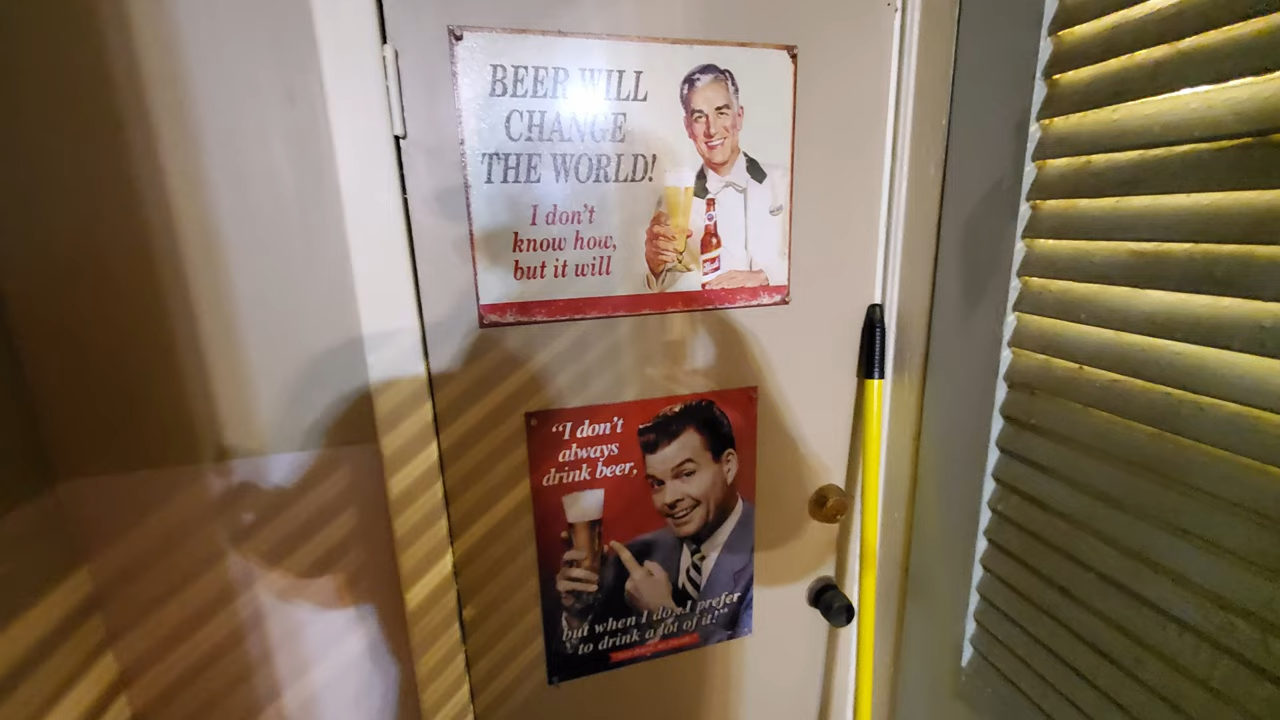 BEER WILL
CHANGE
THE WORLD!
I don't
know how,
but it will
"I don't
always
drink beer,
but when I do, I prefer
to drink a lot of it!"